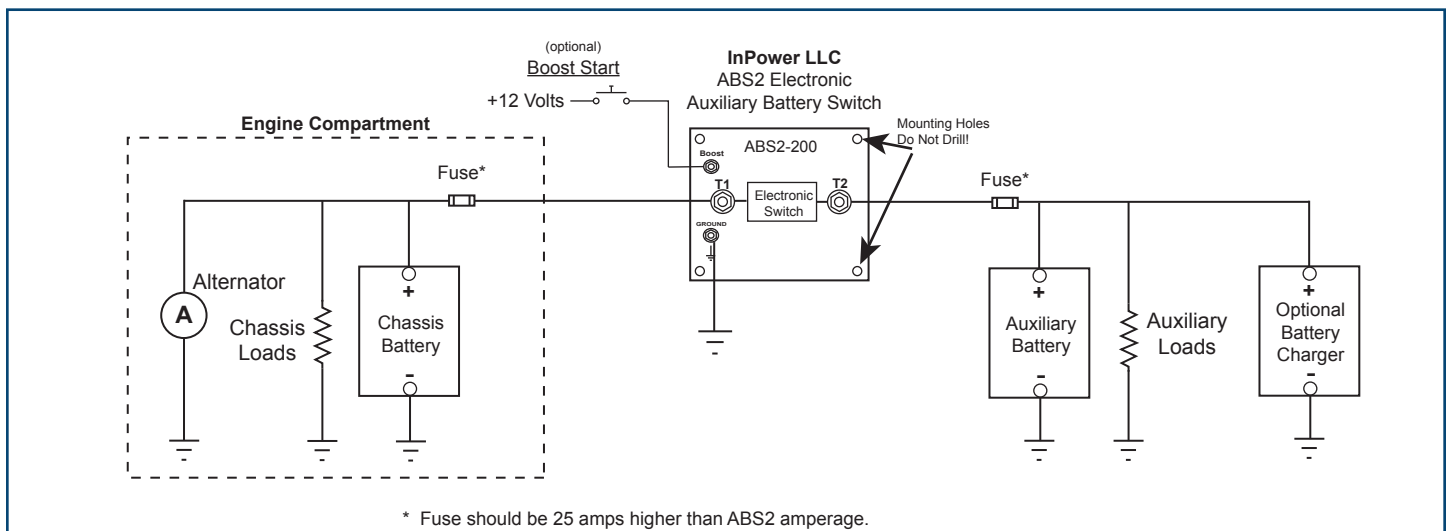 (optional)
Boost Start
+12 Volts
InPower LLC
ABS2 Electronic
Auxiliary Battery Switch
Mounting Holes
Do Not Drill!
Engine Compartment
ABS2-200
Boost
Fuse*
T1
Electronic
Switch
T2
GROUND
Fuse*
Alternator
A
Chassis
Loads
+
Chassis
Battery
-
+
Auxiliary
Battery
-
Auxiliary
Loads
+
Optional
Battery
Charger
-
* Fuse should be 25 amps higher than ABS2 amperage.